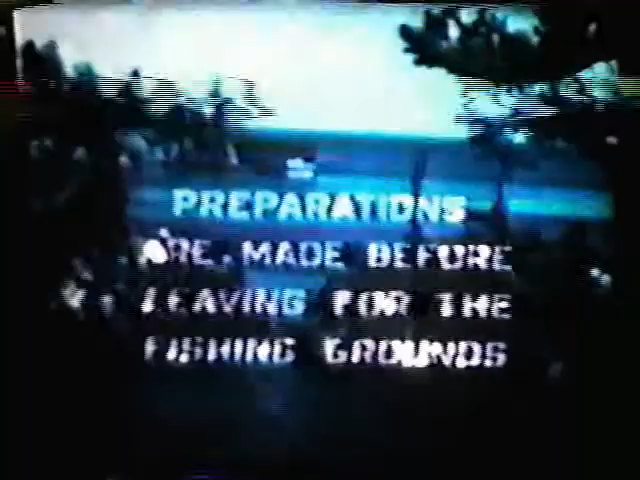 PREPARATIONS
ARE MADE BEFORE
LEAVING FOR THE
FISHING GROUNDS